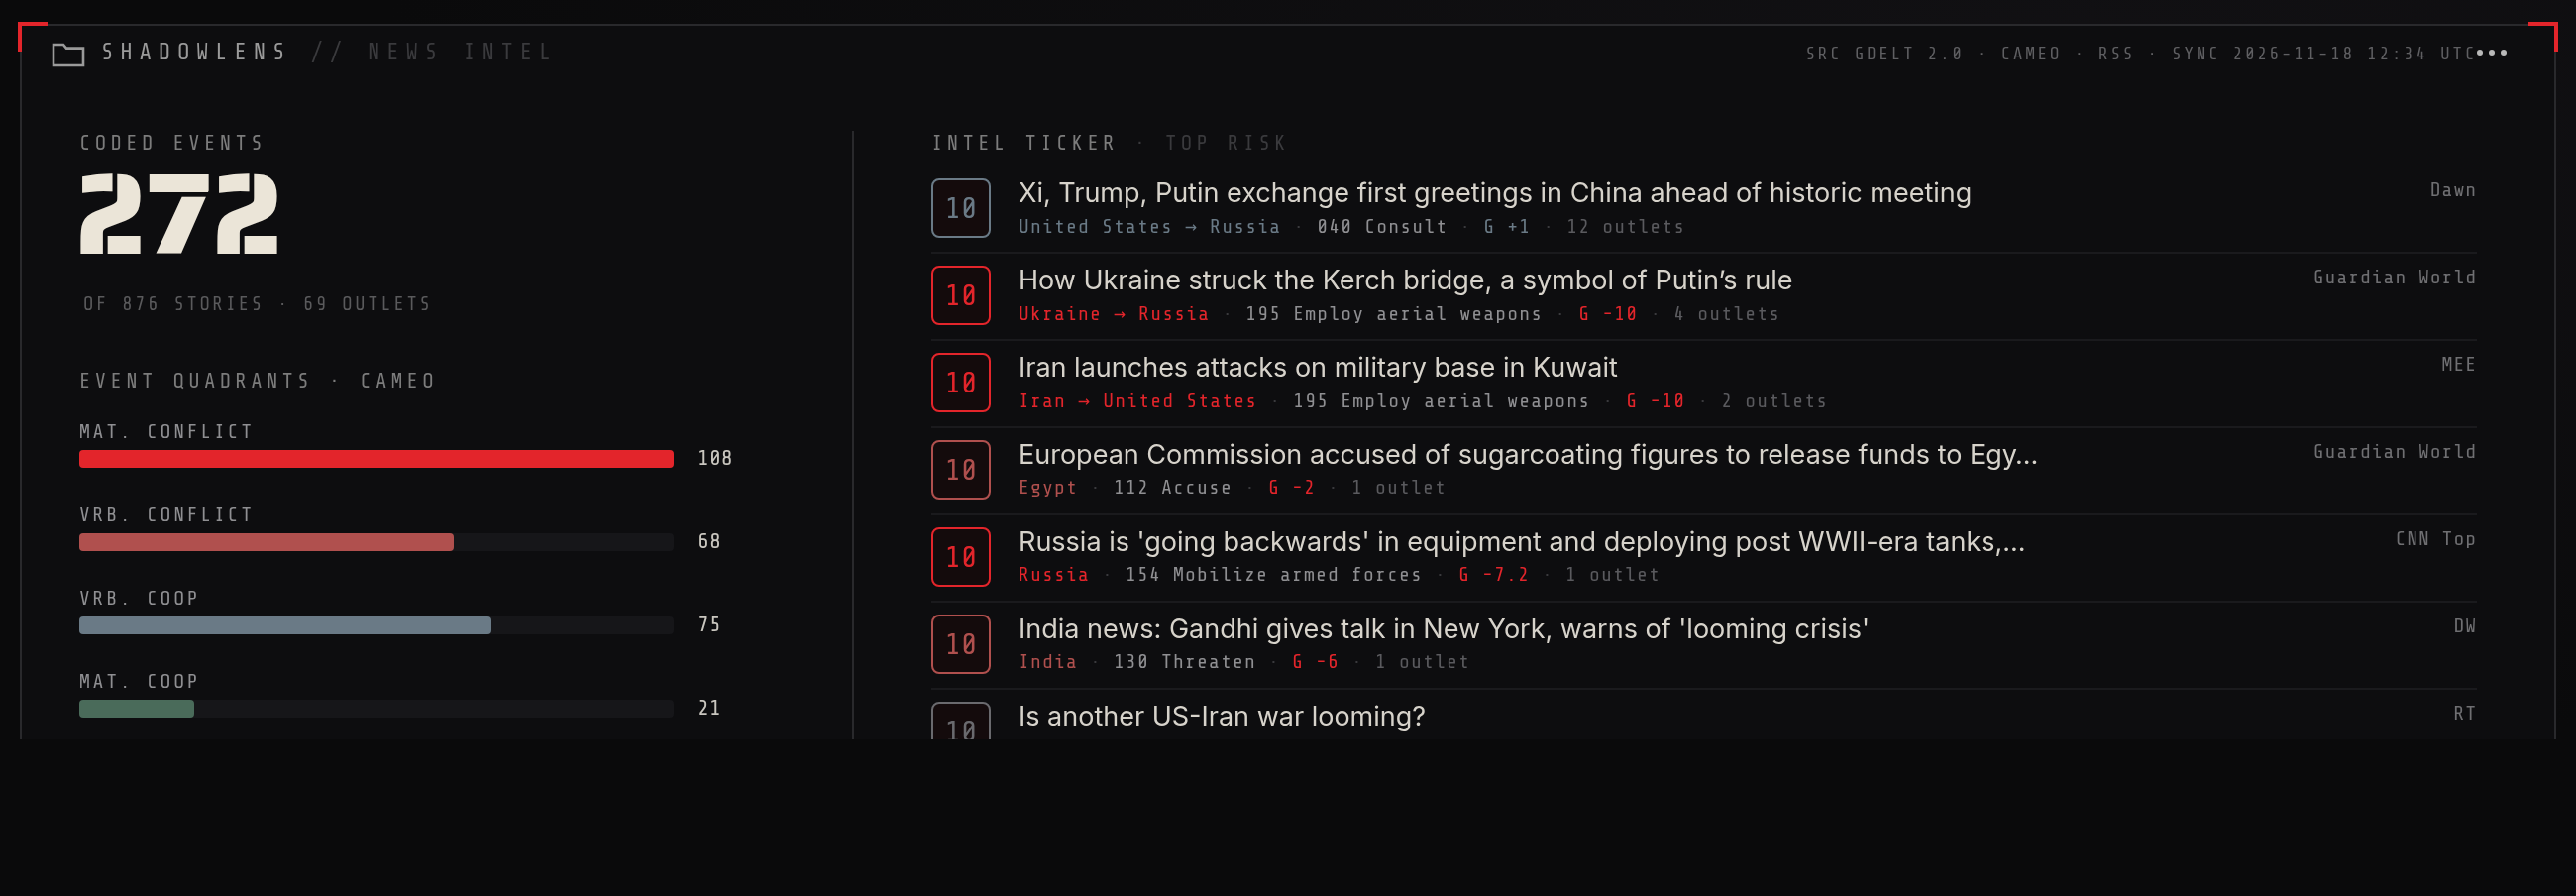 SHADOWLENS // NEWS INTEL
SRC GDELT 2.0 · CAMEO · RSS · SYNC 2026-11-18 12:34 UTC
CODED EVENTS
272
OF 876 STORIES · 69 OUTLETS
EVENT QUADRANTS · CAMEO
MAT. CONFLICT
108
VRB. CONFLICT
68
VRB. COOP
75
MAT. COOP
21
INTEL TICKER · TOP RISK
10 Xi, Trump, Putin exchange first greetings in China ahead of historic meeting Dawn
United States → Russia · 040 Consult · G +1 · 12 outlets
10 How Ukraine struck the Kerch bridge, a symbol of Putin’s rule Guardian World
Ukraine → Russia · 195 Employ aerial weapons · G -10 · 4 outlets
10 Iran launches attacks on military base in Kuwait MEE
Iran → United States · 195 Employ aerial weapons · G -10 · 2 outlets
10 European Commission accused of sugarcoating figures to release funds to Egy... Guardian World
Egypt · 112 Accuse · G -2 · 1 outlet
10 Russia is 'going backwards' in equipment and deploying post WWII-era tanks,... CNN Top
Russia · 154 Mobilize armed forces · G -7.2 · 1 outlet
10 India news: Gandhi gives talk in New York, warns of 'looming crisis' DW
India · 130 Threaten · G -6 · 1 outlet
10 Is another US-Iran war looming? RT